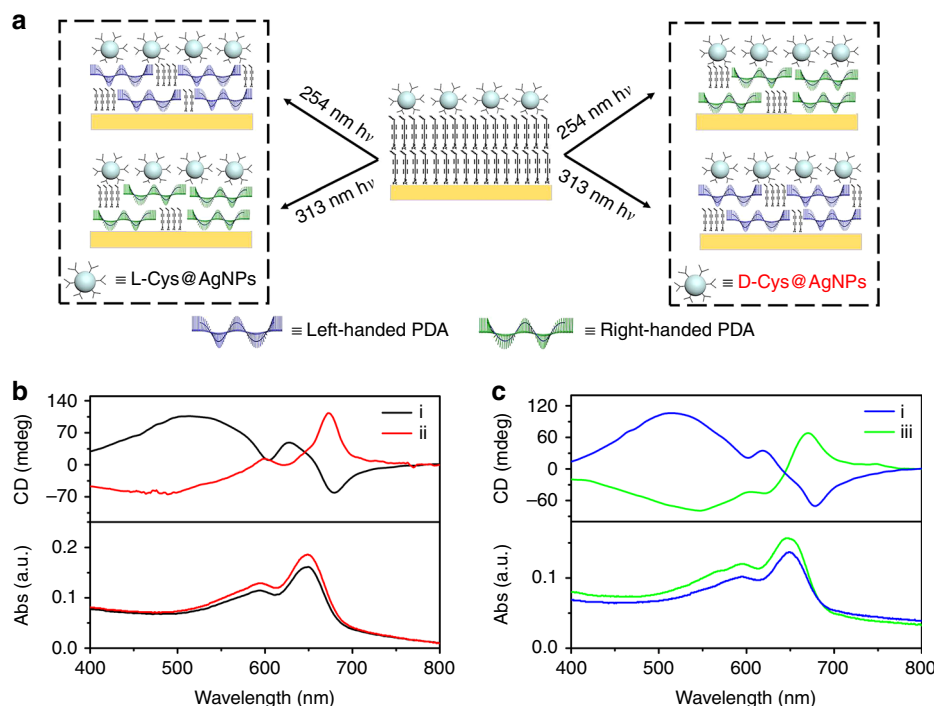 a
254 nm hν
313 nm hν
254 nm hν
313 nm hν
≡ L-Cys@AgNPs
≡ D-Cys@AgNPs
≡ Left-handed PDA
≡ Right-handed PDA
b
140
70
0
−70
CD (mdeg)
i
ii
0.2
0.1
0.0
Abs (a.u.)
400 500 600 700 800
Wavelength (nm)
c
120
60
0
−60
CD (mdeg)
i
iii
0.1
0.0
Abs (a.u.)
400 500 600 700 800
Wavelength (nm)